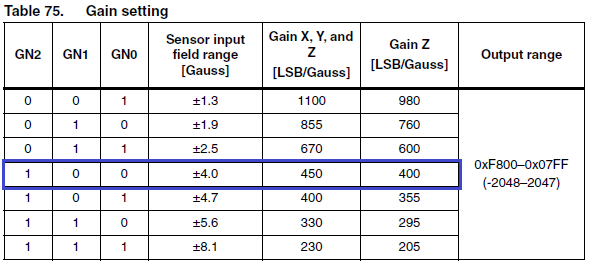 Table 75. Gain setting
GN2 GN1 GN0 Sensor input field range [Gauss] Gain X, Y, and Z [LSB/Gauss] Gain Z [LSB/Gauss] Output range
0 0 1 ±1.3 1100 980
0 1 0 ±1.9 855 760
0 1 1 ±2.5 670 600
1 0 0 ±4.0 450 400
1 0 1 ±4.7 400 355
1 1 0 ±5.6 330 295
1 1 1 ±8.1 230 205
0xF800–0x07FF
(-2048–2047)